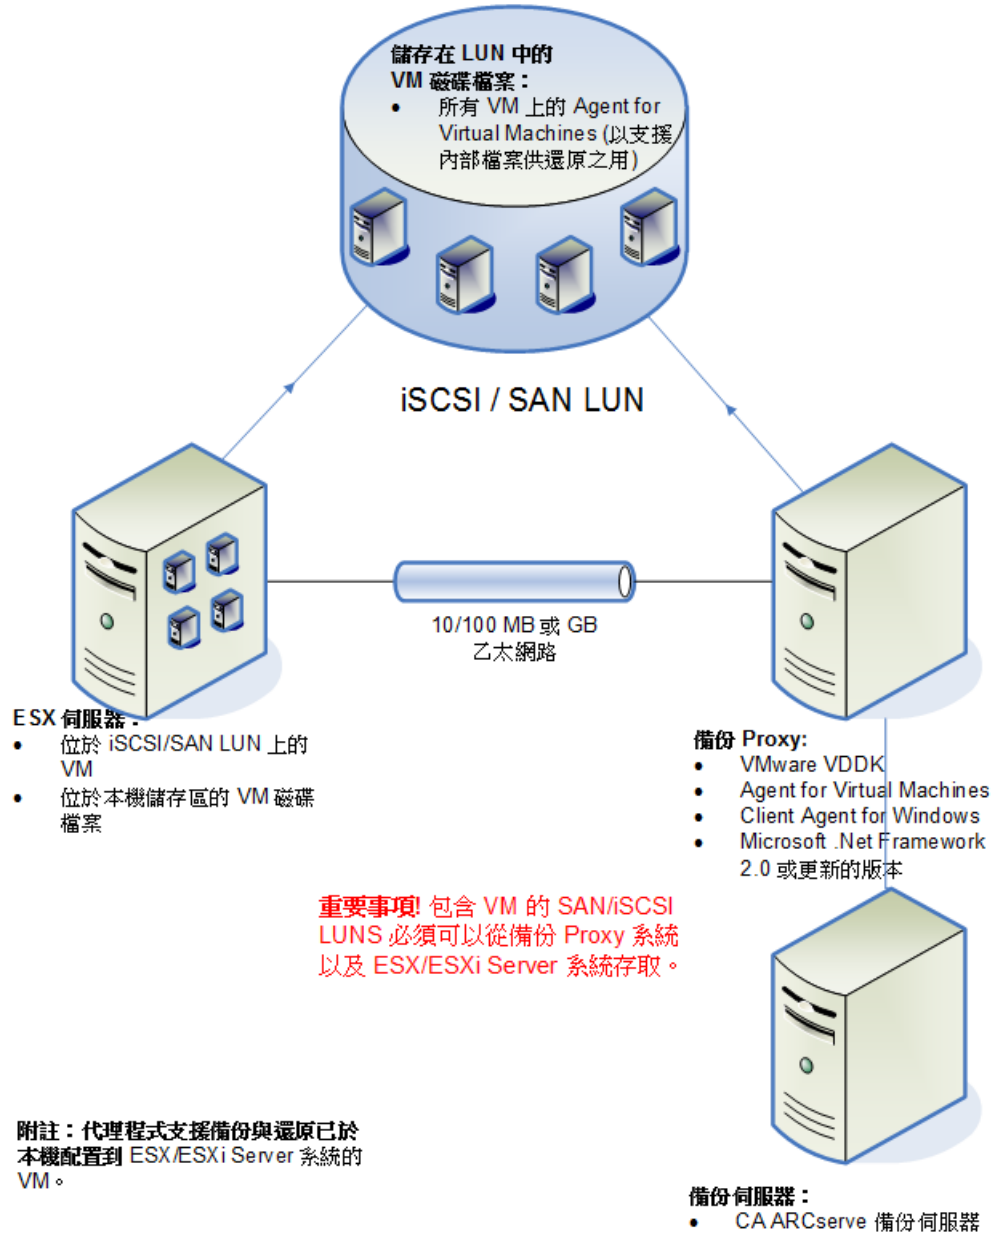 儲存在 LUN 中的
VM 磁碟檔案：
• 所有 VM 上的 Agent for
Virtual Machines (以支援
內部檔案供還原之用)
iSCSI / SAN LUN
10/100 MB 或 GB
乙太網路
ESX 伺服器：
• 位於 iSCSI/SAN LUN 上的
VM
• 位於本機儲存區的 VM 磁碟
檔案
備份 Proxy:
• VMware VDDK
• Agent for Virtual Machines
• Client Agent for Windows
• Microsoft .Net Framework
2.0 或更新的版本
重要事項! 包含 VM 的 SAN/iSCSI
LUNS 必須可以從備份 Proxy 系統
以及 ESX/ESXi Server 系統存取。
附註：代理程式支援備份與還原已於
本機配置到 ESX/ESXi Server 系統的
VM。
備份伺服器：
• CA ARCserve 備份伺服器